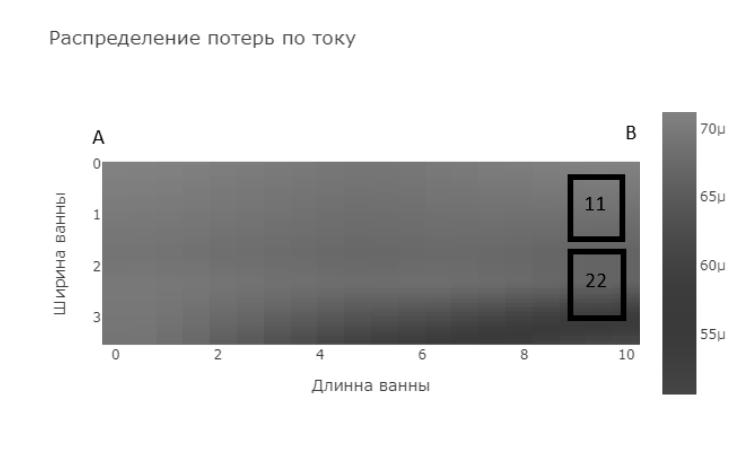 Распределение потерь по току
A
B
0
1
2
3
Ширина ванны
11
22
0
2
4
6
8
10
Длинна ванны
70μ
65μ
60μ
55μ